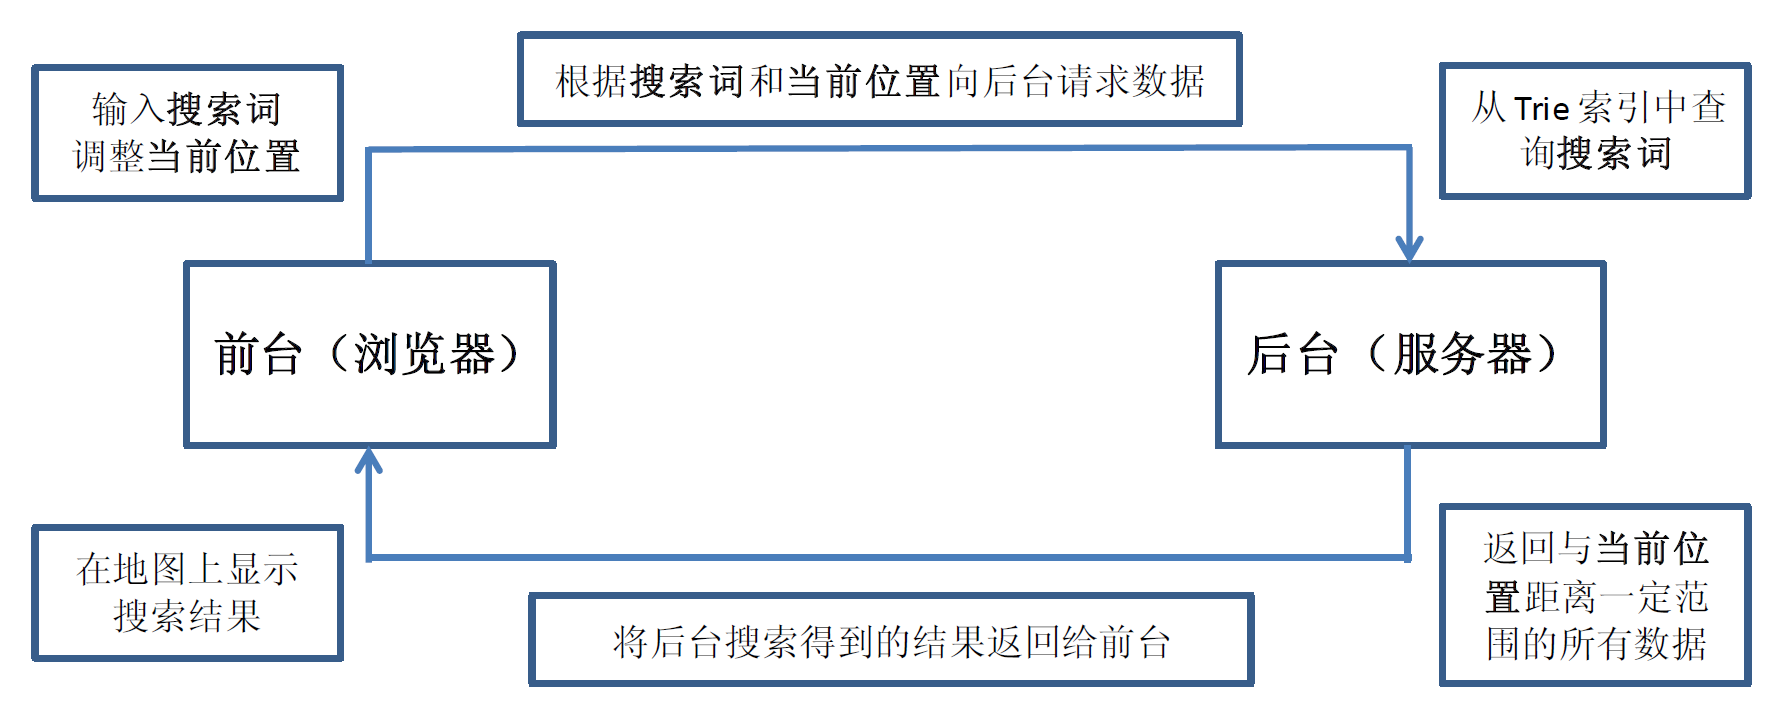 根据搜索词和当前位置向后台请求数据
输入搜索词
调整当前位置
从 Trie 索引中查
询搜索词
前台（浏览器）
后台（服务器）
在地图上显示
搜索结果
将后台搜索得到的结果返回给前台
返回与当前位
置距离一定范
围的所有数据